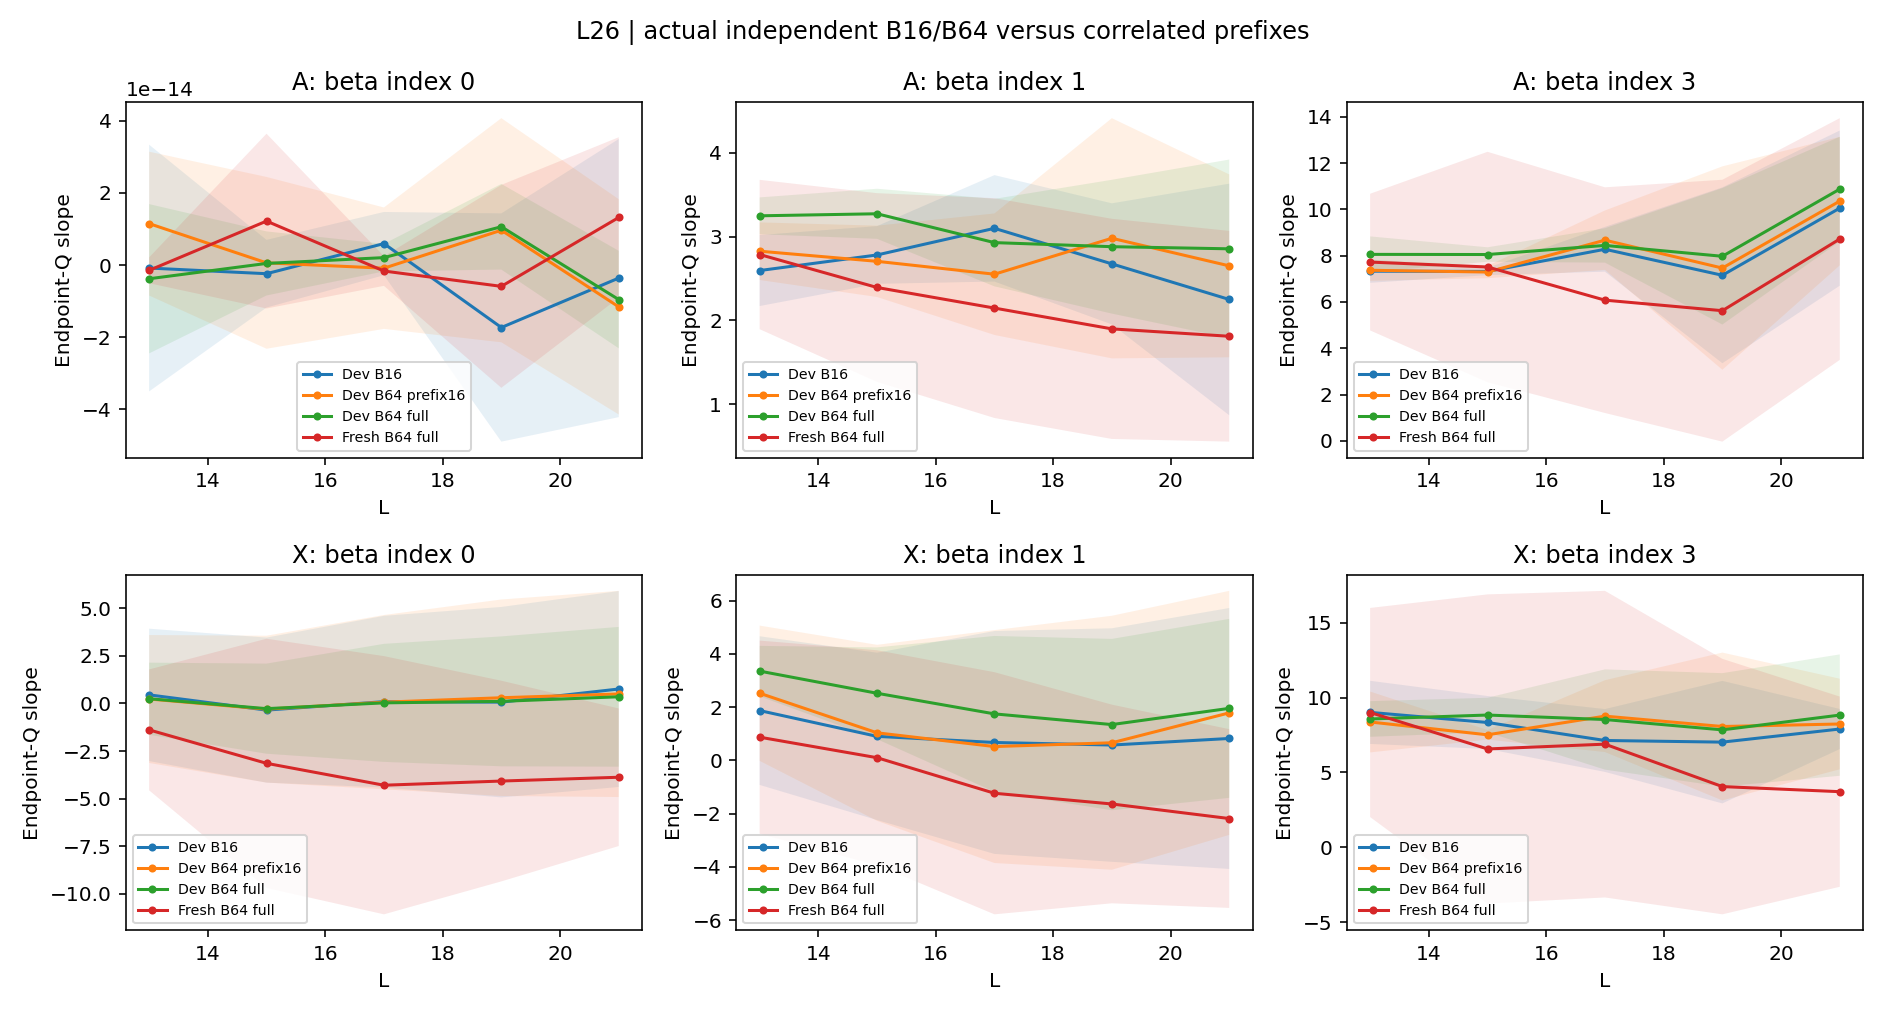 L26 | actual independent B16/B64 versus correlated prefixes
A: beta index 0
1e−14
4
2
0
−2
−4
Endpoint-Q slope
14
16
18
20
L
Dev B16
Dev B64 prefix16
Dev B64 full
Fresh B64 full
A: beta index 1
4
3
2
1
Endpoint-Q slope
14
16
18
20
L
Dev B16
Dev B64 prefix16
Dev B64 full
Fresh B64 full
A: beta index 3
14
12
10
8
6
4
2
0
Endpoint-Q slope
14
16
18
20
L
Dev B16
Dev B64 prefix16
Dev B64 full
Fresh B64 full
X: beta index 0
5.0
2.5
0.0
−2.5
−5.0
−7.5
−10.0
Endpoint-Q slope
14
16
18
20
L
Dev B16
Dev B64 prefix16
Dev B64 full
Fresh B64 full
X: beta index 1
6
4
2
0
−2
−4
−6
Endpoint-Q slope
14
16
18
20
L
Dev B16
Dev B64 prefix16
Dev B64 full
Fresh B64 full
X: beta index 3
15
10
5
0
−5
Endpoint-Q slope
14
16
18
20
L
Dev B16
Dev B64 prefix16
Dev B64 full
Fresh B64 full